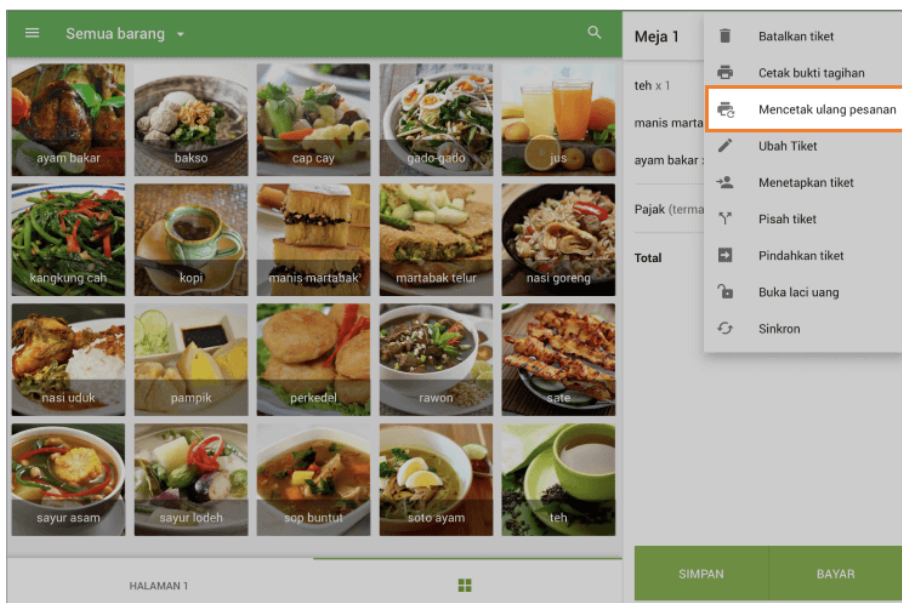 Semua barang
Meja 1
Batalkan tiket
Cetak bukti tagihan
Mencetak ulang pesanan
Ubah Tiket
Menetapkan tiket
Pisah tiket
Pindahkan tiket
Buka laci uang
Sinkron
teh x 1
manis marta
ayam bakar
Pajak (terma
Total
ayam bakar
bakso
cap cay
gado-gado
jus
kangkung cah
kopi
manis martabak
martabak telur
nasi goreng
nasi uduk
pampik
perkedel
rawon
sate
sayur asam
sayur lodeh
sop buntut
soto ayam
teh
HALAMAN 1
SIMPAN
BAYAR